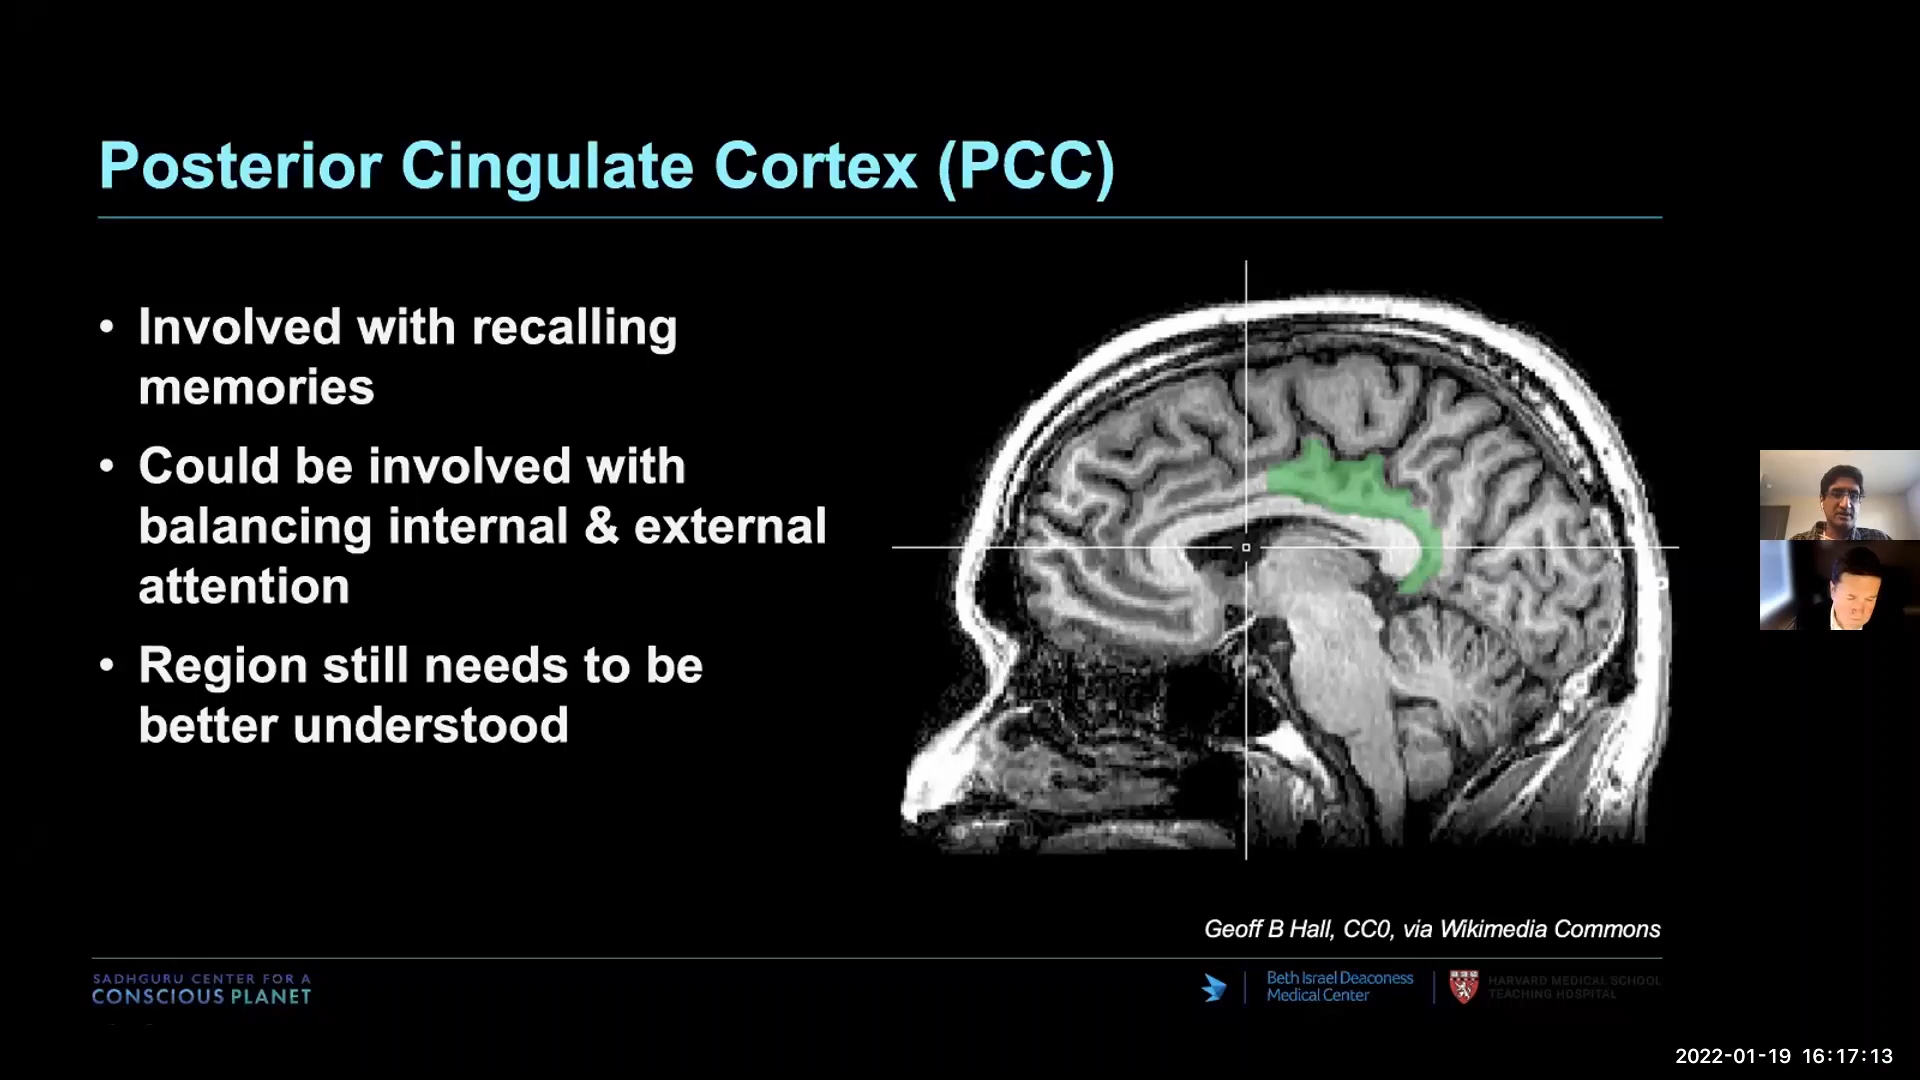 Posterior Cingulate Cortex (PCC)
• Involved with recalling
memories
• Could be involved with
balancing internal & external
attention
• Region still needs to be
better understood
Geoff B Hall, CC0, via Wikimedia Commons
SADHGURU CENTER FOR A
CONSCIOUS PLANET
Beth Israel Deaconess
Medical Center
HARVARD MEDICAL SCHOOL
TEACHING HOSPITAL
2022-01-19 16:17:13